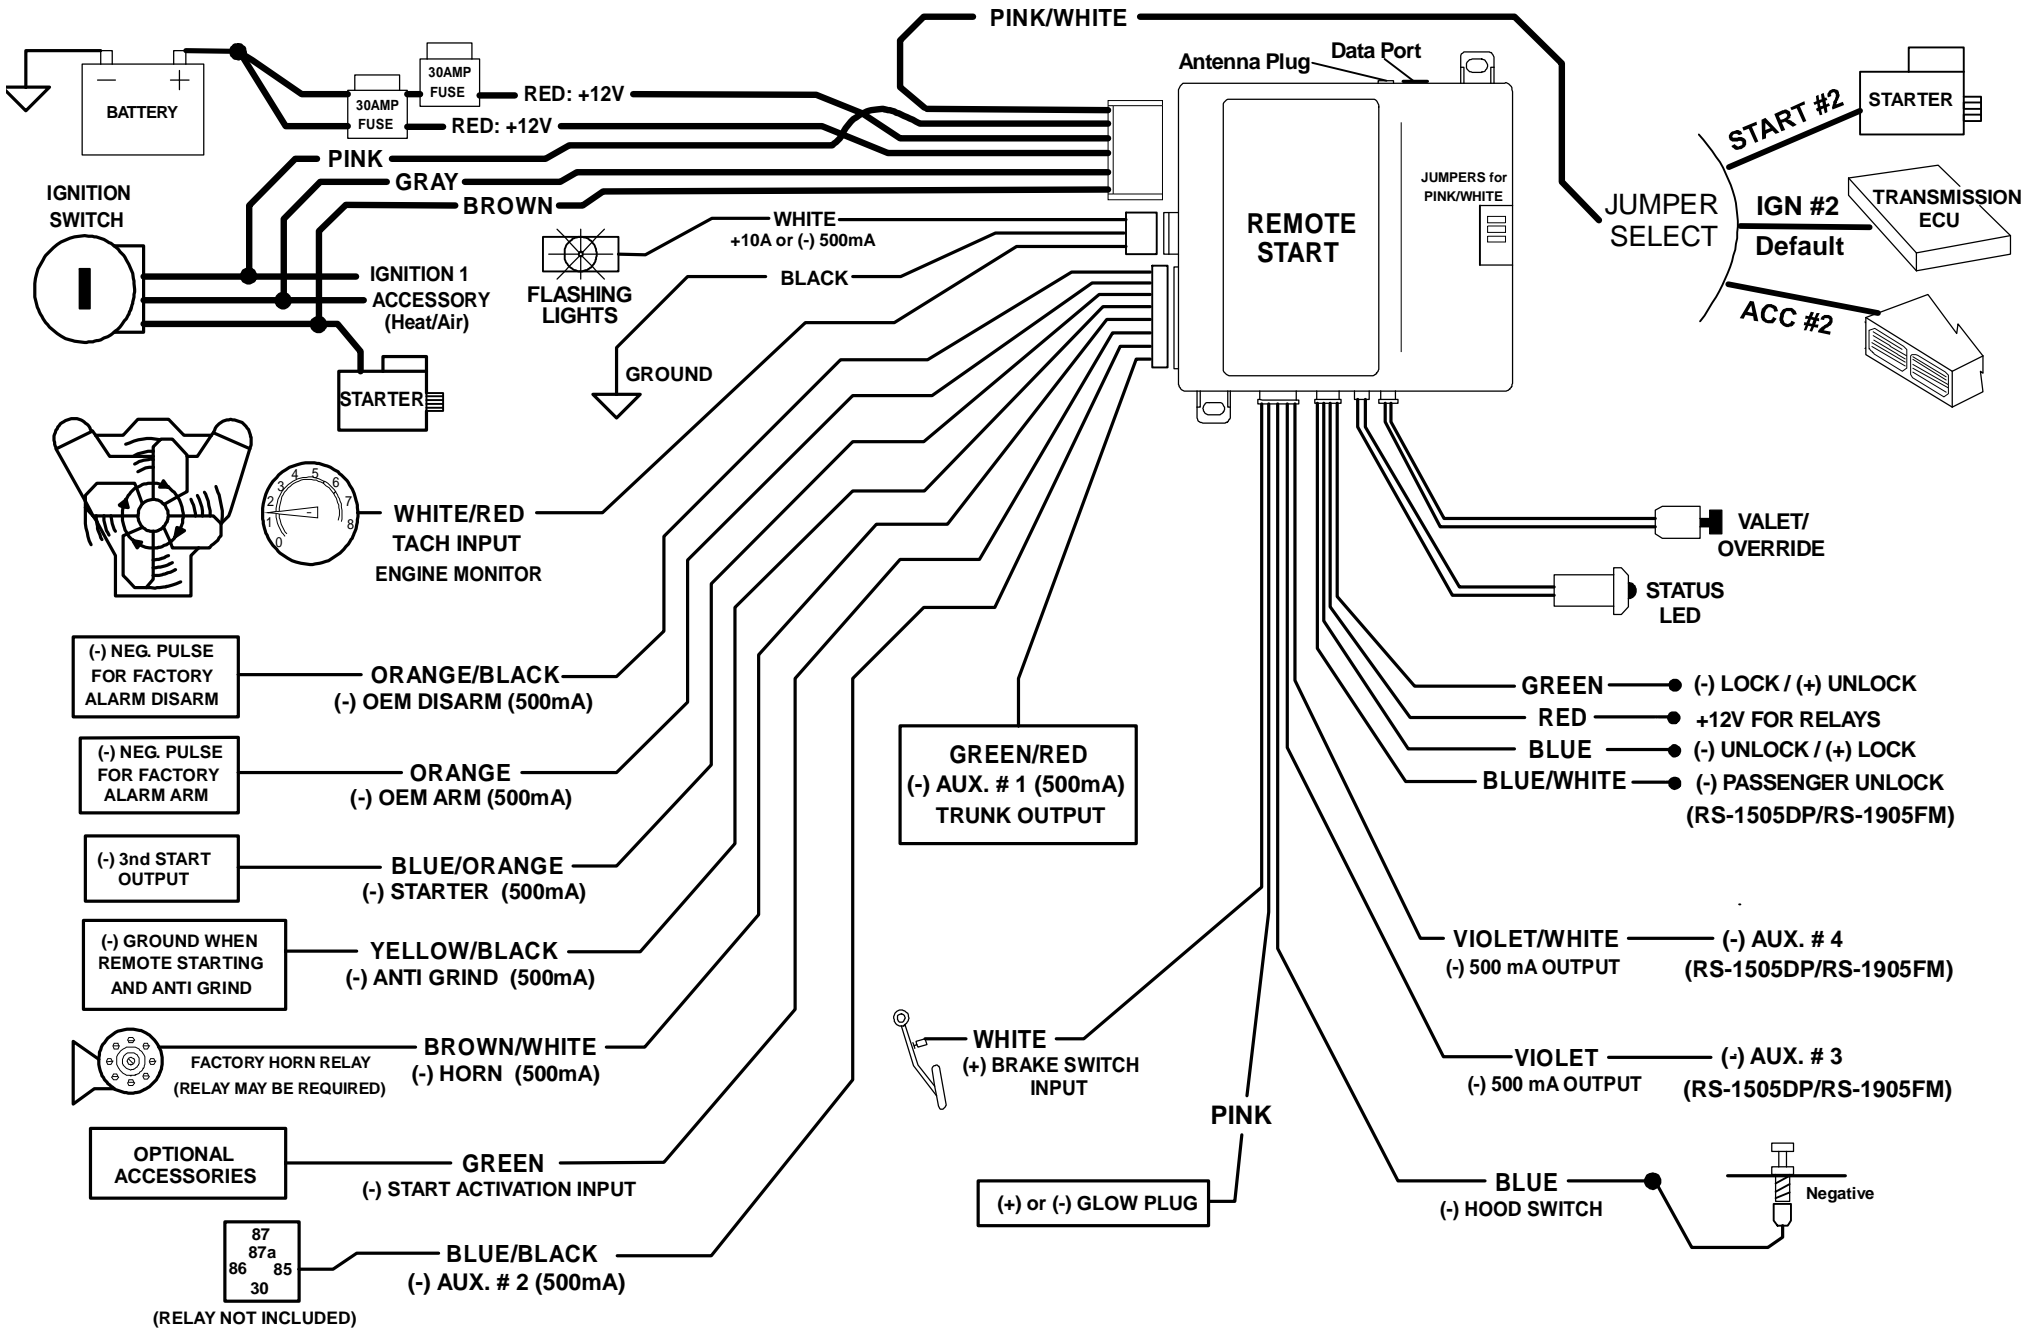 PINK/WHITE
Antenna Plug
Data Port
BATTERY
30AMP
FUSE
30AMP
FUSE
RED: +12V
RED: +12V
PINK
GRAY
BROWN
IGNITION
SWITCH
IGNITION 1
ACCESSORY
(Heat/Air)
STARTER
WHITE
+10A or (-) 500mA
FLASHING
LIGHTS
BLACK
GROUND
REMOTE
START
JUMPERS for
PINK/WHITE
JUMPER
SELECT
START #2
STARTER
IGN #2
Default
TRANSMISSION
ECU
ACC #2
0
1
2
3
4
5
6
7
8
WHITE/RED
TACH INPUT
ENGINE MONITOR
VALET/
OVERRIDE
STATUS
LED
(-) NEG. PULSE
FOR FACTORY
ALARM DISARM
ORANGE/BLACK
(-) OEM DISARM (500mA)
(-) NEG. PULSE
FOR FACTORY
ALARM ARM
ORANGE
(-) OEM ARM (500mA)
(-) 3nd START
OUTPUT
BLUE/ORANGE
(-) STARTER (500mA)
(-) GROUND WHEN
REMOTE STARTING
AND ANTI GRIND
YELLOW/BLACK
(-) ANTI GRIND (500mA)
FACTORY HORN RELAY
(RELAY MAY BE REQUIRED)
BROWN/WHITE
(-) HORN (500mA)
OPTIONAL
ACCESSORIES
GREEN
(-) START ACTIVATION INPUT
87
87a
86 85
30
(RELAY NOT INCLUDED)
BLUE/BLACK
(-) AUX. # 2 (500mA)
GREEN/RED
(-) AUX. # 1 (500mA)
TRUNK OUTPUT
WHITE
(+) BRAKE SWITCH
INPUT
PINK
(+) or (-) GLOW PLUG
GREEN
(-) LOCK / (+) UNLOCK
RED
+12V FOR RELAYS
BLUE
(-) UNLOCK / (+) LOCK
BLUE/WHITE
(-) PASSENGER UNLOCK
(RS-1505DP/RS-1905FM)
VIOLET/WHITE
(-) 500 mA OUTPUT
(-) AUX. # 4
(RS-1505DP/RS-1905FM)
VIOLET
(-) 500 mA OUTPUT
(-) AUX. # 3
(RS-1505DP/RS-1905FM)
BLUE
(-) HOOD SWITCH
Negative